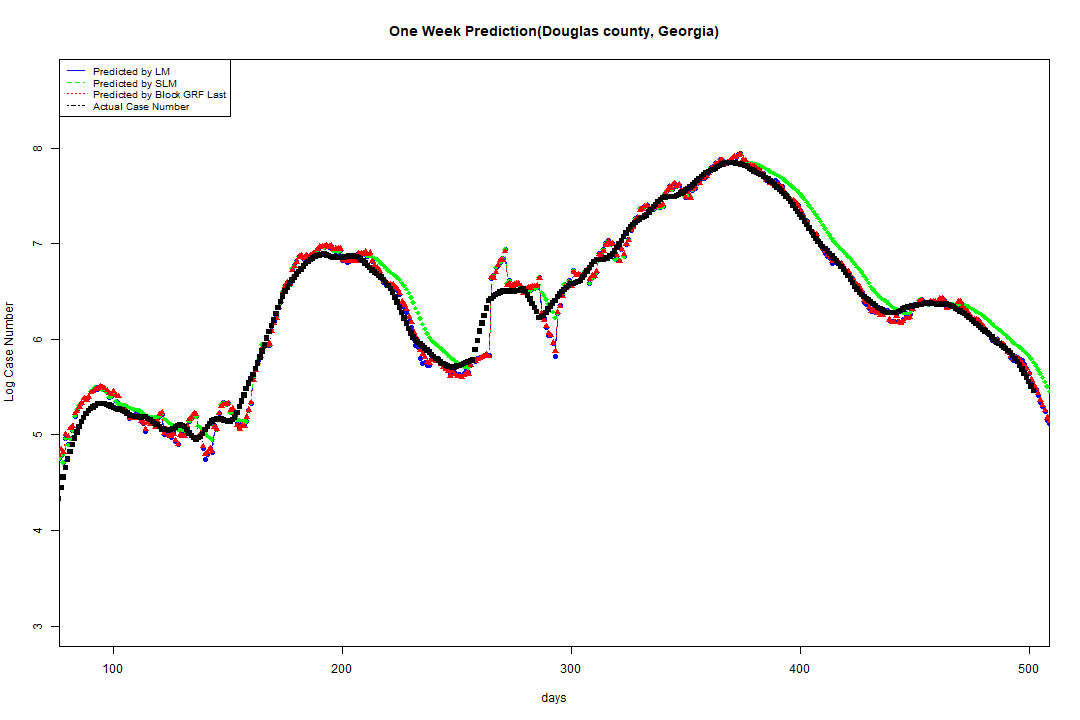 One Week Prediction(Douglas county, Georgia)
Predicted by LM
Predicted by SLM
Predicted by Block GRF Last
Actual Case Number
8
7
6
5
4
3
Log Case Number
100 200 300 400 500
days